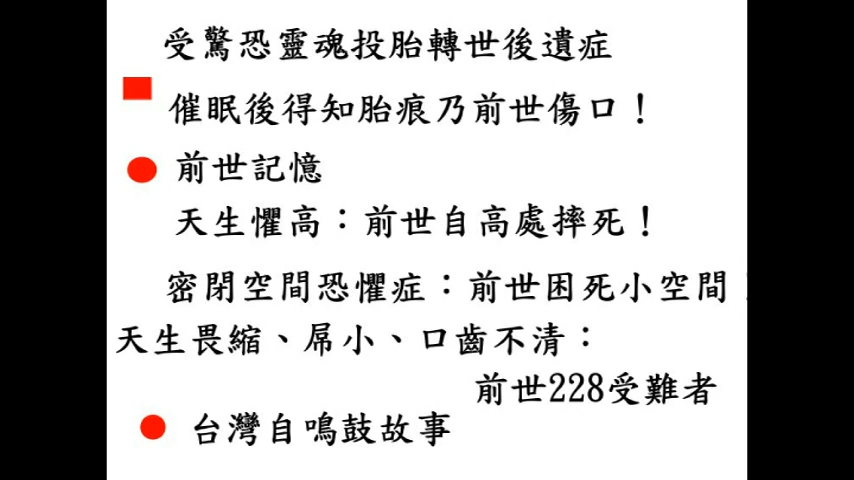 受驚恐靈魂投胎轉世後遺症
催眠後得知胎痕乃前世傷口！
前世記憶
天生懼高：前世自高處摔死！
密閉空間恐懼症：前世困死小空間！
天生畏縮、屌小、口齒不清：
前世228受難者
台灣自鳴鼓故事